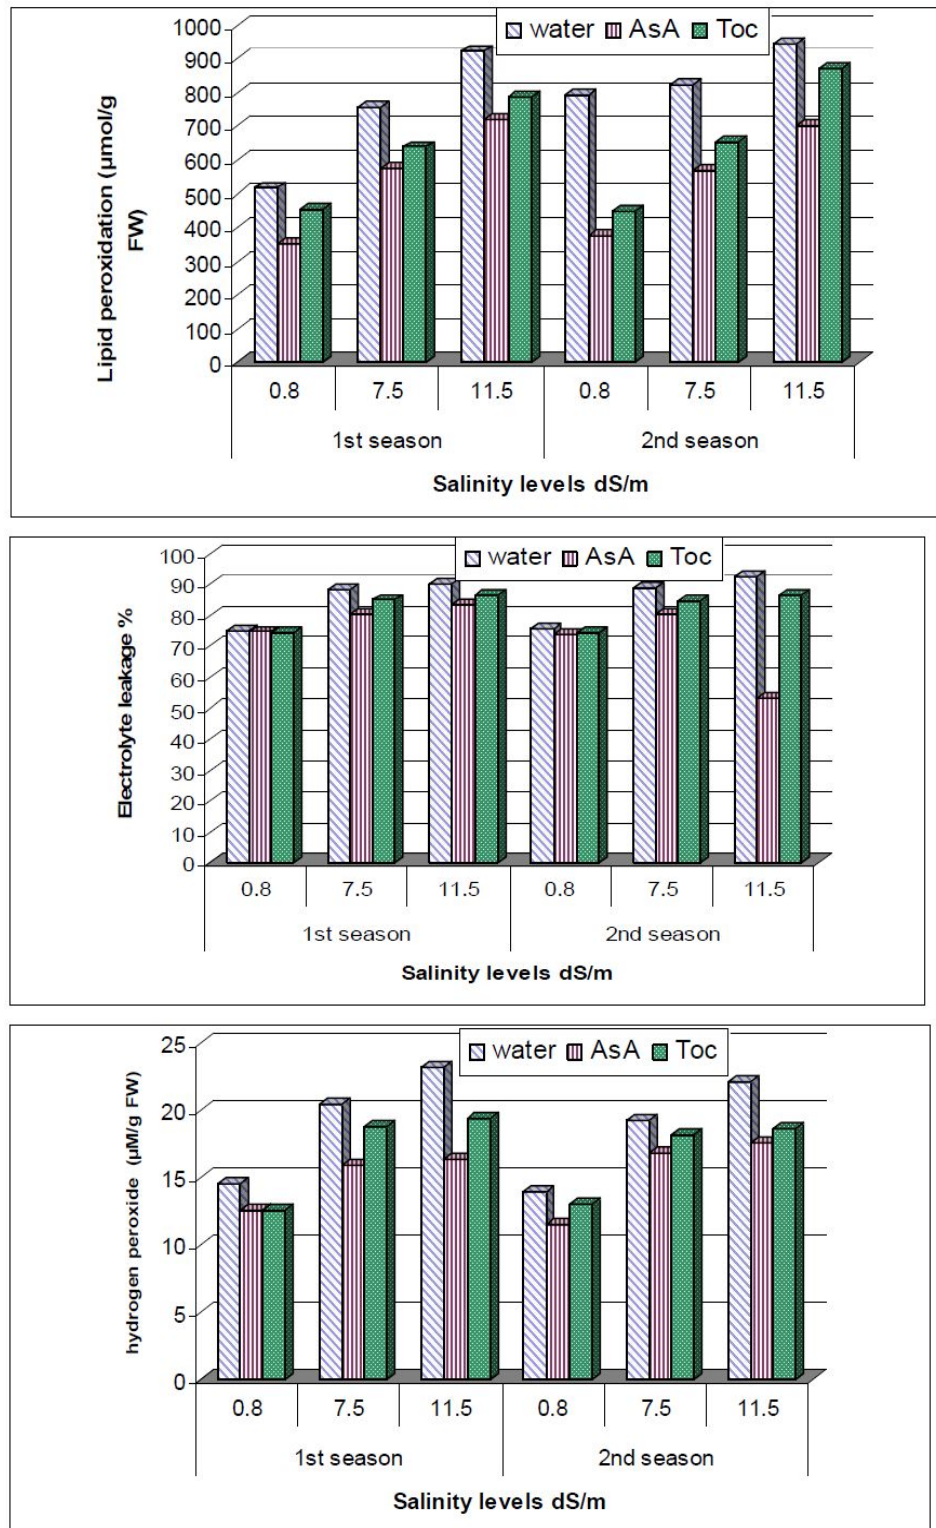 water AsA Toc
1000
900
800
700
600
500
400
300
200
100
0
Lipid peroxidation (µmol/g
FW)
0.8 7.5 11.5 0.8 7.5 11.5
1st season 2nd season
Salinity levels dS/m
water AsA Toc
100
90
80
70
60
50
40
30
20
10
0
Electrolyte leakage %
0.8 7.5 11.5 0.8 7.5 11.5
1st season 2nd season
Salinity levels dS/m
water AsA Toc
25
20
15
10
5
0
hydrogen peroxide (µM/g FW)
0.8 7.5 11.5 0.8 7.5 11.5
1st season 2nd season
Salinity levels dS/m